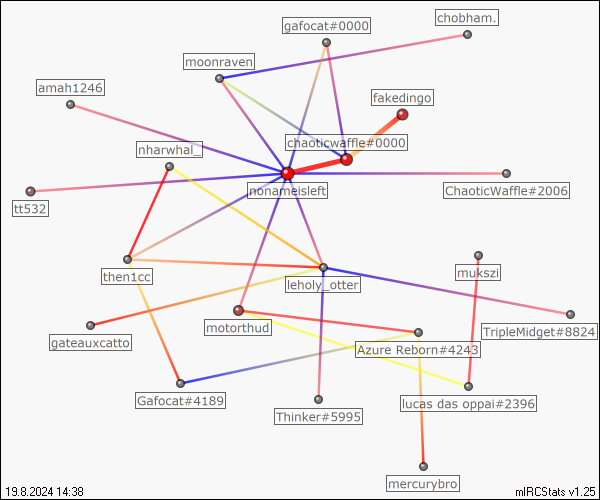 chobham.
gafocat#0000
moonraven
amah1246
fakedingo
chaoticwaffle#0000
nharwhal_
nonameisleft
ChaoticWaffle#2006
tt532
then1cc
leholy_otter
mukszi
motorthud
TripleMidget#8824
gateauxcatto
Azure Reborn#4243
Gafocat#4189
lucas das oppai#2396
Thinker#5995
mercurybro
19.8.2024 14:38
mIRCStats v1.25